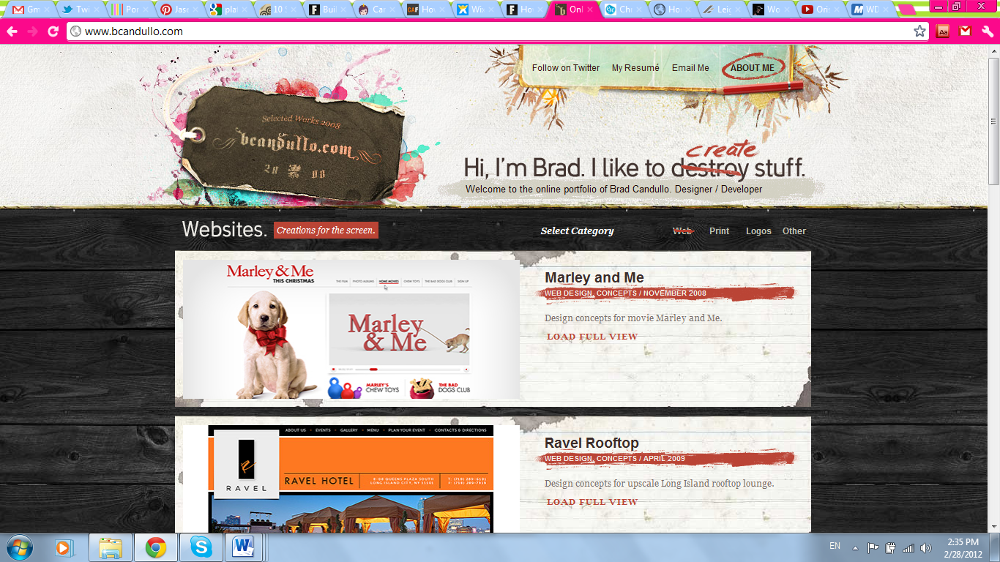 Gm
Twi
Por
Jase
plat
10 S
Buil
Car
Hov
Wix
Ho
Onl
Chr
Ho
Leig
Wo
Oris
WD
www.bcandullo.com
Follow on Twitter My Resumé Email Me ABOUT ME
Selected Works 2008
bcandullo.com
20 08
create
Hi, I'm Brad. I like to destroy stuff.
Welcome to the online portfolio of Brad Candullo. Designer / Developer
Websites. Creations for the screen. Select Category Web Print Logos Other
Marley & Me
THIS CHRISTMAS
THE FILM PHOTO ALBUMS HOME MOVIES CHEW TOYS THE BAD DOGS CLUB SIGN UP
Marley
& Me
MARLEY'S
CHEW TOYS
THE BAD
DOGS CLUB
Marley and Me
WEB DESIGN, CONCEPTS / NOVEMBER 2008
Design concepts for movie Marley and Me.
LOAD FULL VIEW
ABOUT US • EVENTS • GALLERY • MENU • PLAN YOUR EVENT • CONTACTS & DIRECTIONS
RAVEL
RAVEL HOTEL
8-08 QUEENS PLAZA SOUTH
LONG ISLAND CITY, NY 11101
T: (718) 289-6101
F: (718) 289-7919
Ravel Rooftop
WEB DESIGN, CONCEPTS / APRIL 2009
Design concepts for upscale Long Island rooftop lounge.
LOAD FULL VIEW
EN
2:35 PM
2/28/2012